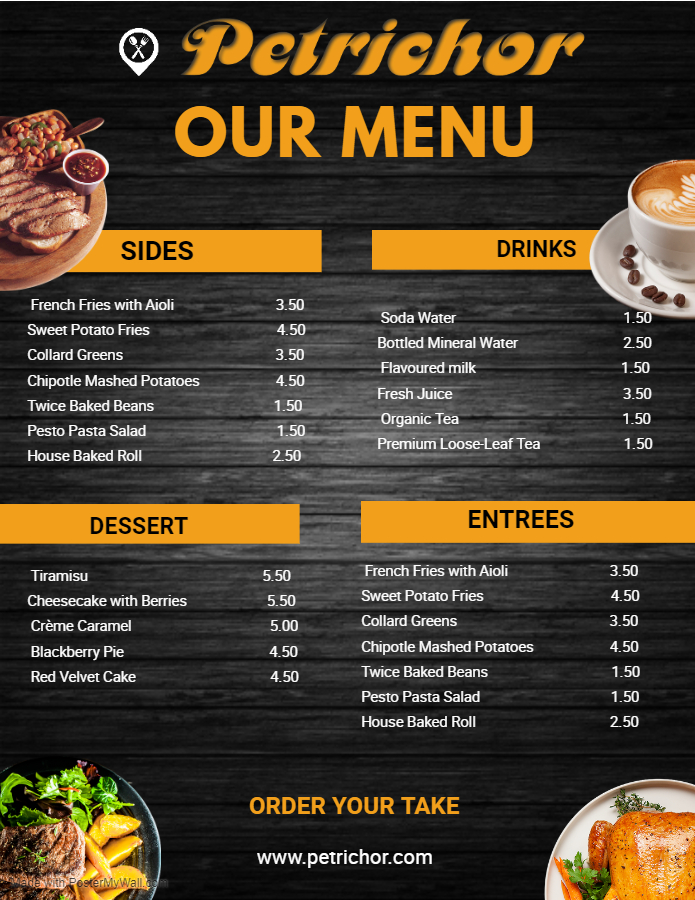 Petrichor
OUR MENU
SIDES
French Fries with Aioli 3.50
Sweet Potato Fries 4.50
Collard Greens 3.50
Chipotle Mashed Potatoes 4.50
Twice Baked Beans 1.50
Pesto Pasta Salad 1.50
House Baked Roll 2.50
DRINKS
Soda Water 1.50
Bottled Mineral Water 2.50
Flavoured milk 1.50
Fresh Juice 3.50
Organic Tea 1.50
Premium Loose-Leaf Tea 1.50
DESSERT
Tiramisu 5.50
Cheesecake with Berries 5.50
Crème Caramel 5.00
Blackberry Pie 4.50
Red Velvet Cake 4.50
ENTREES
French Fries with Aioli 3.50
Sweet Potato Fries 4.50
Collard Greens 3.50
Chipotle Mashed Potatoes 4.50
Twice Baked Beans 1.50
Pesto Pasta Salad 1.50
House Baked Roll 2.50
ORDER YOUR TAKE
www.petrichor.com
Made with PosterMyWall.com